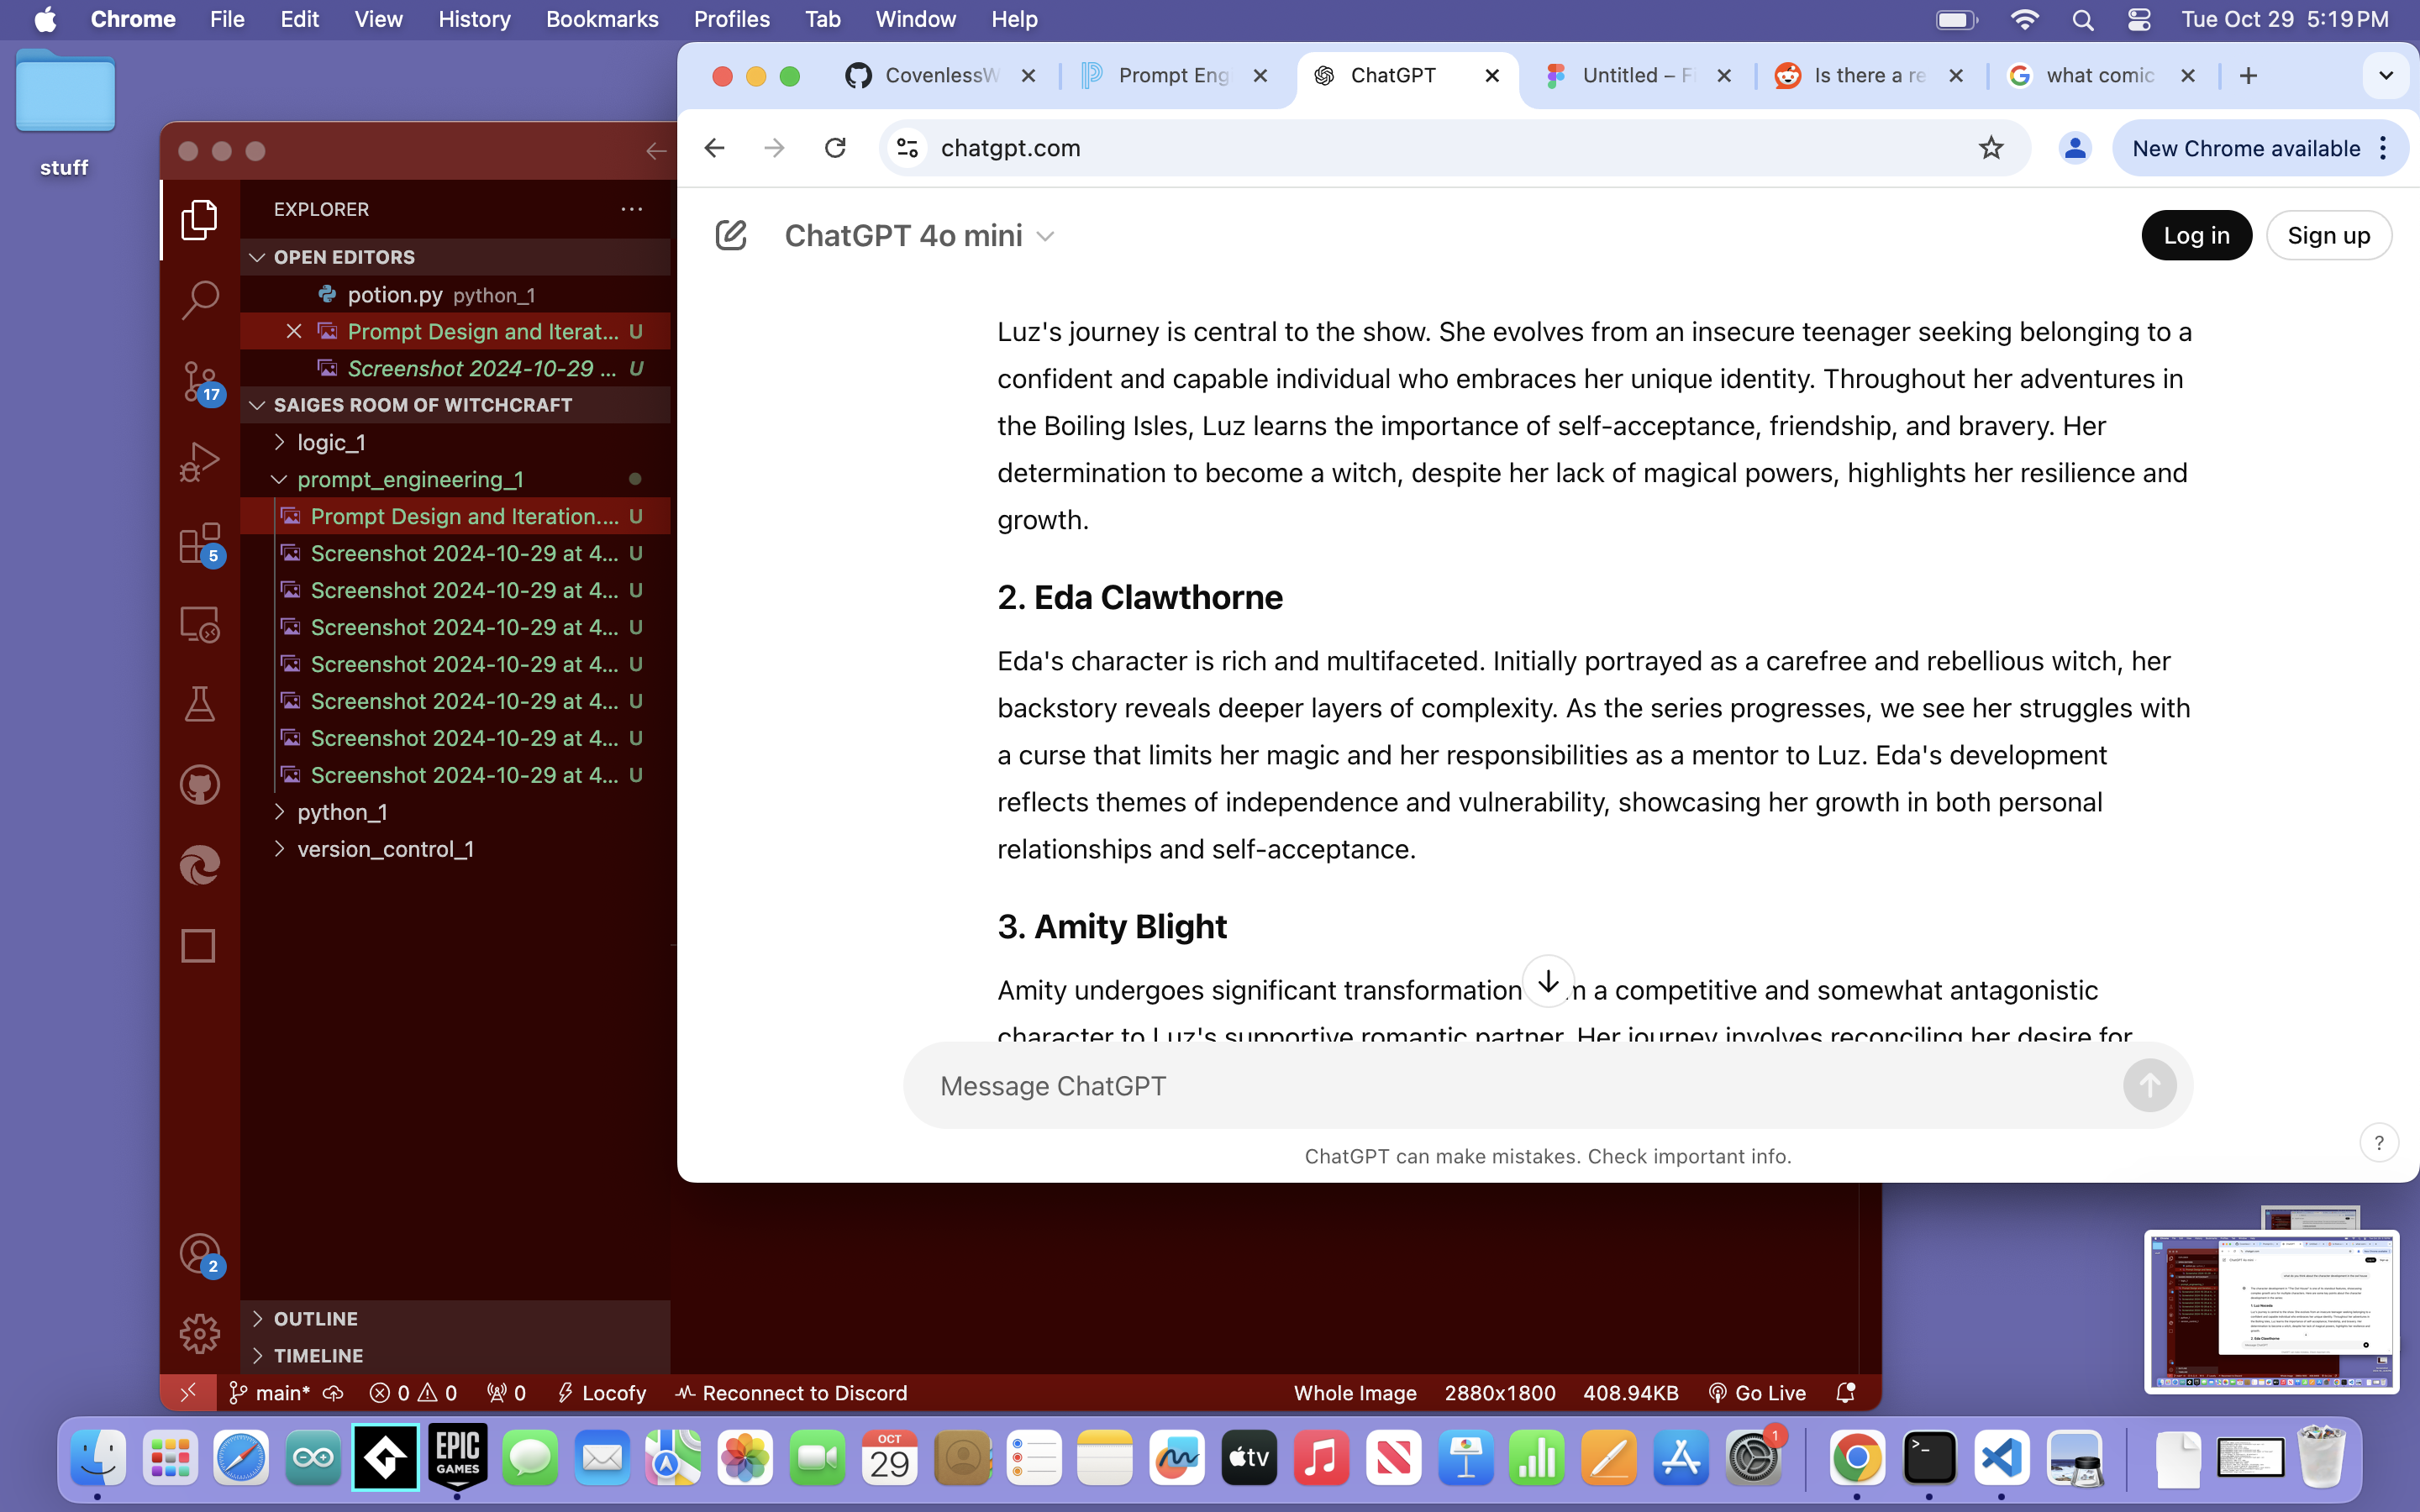 Chrome File Edit View History Bookmarks Profiles Tab Window Help Tue Oct 29 5:19 PM
stuff
CovenlessW Prompt Eng ChatGPT Untitled – Fi Is there a re what comic
chatgpt.com
New Chrome available
ChatGPT 4o mini
Log in
Sign up
Luz's journey is central to the show. She evolves from an insecure teenager seeking belonging to a
confident and capable individual who embraces her unique identity. Throughout her adventures in
the Boiling Isles, Luz learns the importance of self-acceptance, friendship, and bravery. Her
determination to become a witch, despite her lack of magical powers, highlights her resilience and
growth.
2. Eda Clawthorne
Eda's character is rich and multifaceted. Initially portrayed as a carefree and rebellious witch, her
backstory reveals deeper layers of complexity. As the series progresses, we see her struggles with
a curse that limits her magic and her responsibilities as a mentor to Luz. Eda's development
reflects themes of independence and vulnerability, showcasing her growth in both personal
relationships and self-acceptance.
3. Amity Blight
Amity undergoes significant transformation m a competitive and somewhat antagonistic
character to Luz's supportive romantic partner. Her journey involves reconciling her desire for
Message ChatGPT
ChatGPT can make mistakes. Check important info.
?
EXPLORER
OPEN EDITORS
potion.py python_1
Prompt Design and Iterat... U
Screenshot 2024-10-29 ... U
SAIGES ROOM OF WITCHCRAFT
logic_1
prompt_engineering_1
Prompt Design and Iteration.... U
Screenshot 2024-10-29 at 4... U
Screenshot 2024-10-29 at 4... U
Screenshot 2024-10-29 at 4... U
Screenshot 2024-10-29 at 4... U
Screenshot 2024-10-29 at 4... U
Screenshot 2024-10-29 at 4... U
Screenshot 2024-10-29 at 4... U
python_1
version_control_1
17
5
2
OUTLINE
TIMELINE
main* 0 0 0 Locofy Reconnect to Discord Whole Image 2880x1800 408.94KB Go Live
EPIC
GAMES
OCT
29
tv
1